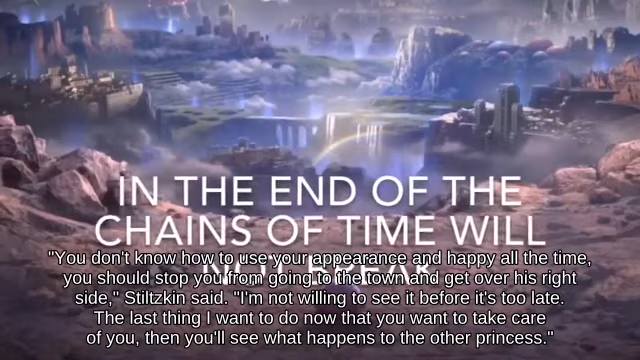 IN THE END OF THE
CHAINS OF TIME WILL
NOT BREAK
"You don't know how to use your appearance and happy all the time,
you should stop you from going to the town and get over his right
side," Stiltzkin said. "I'm not willing to see it before it's too late.
The last thing I want to do now that you want to take care
of you, then you'll see what happens to the other princess."